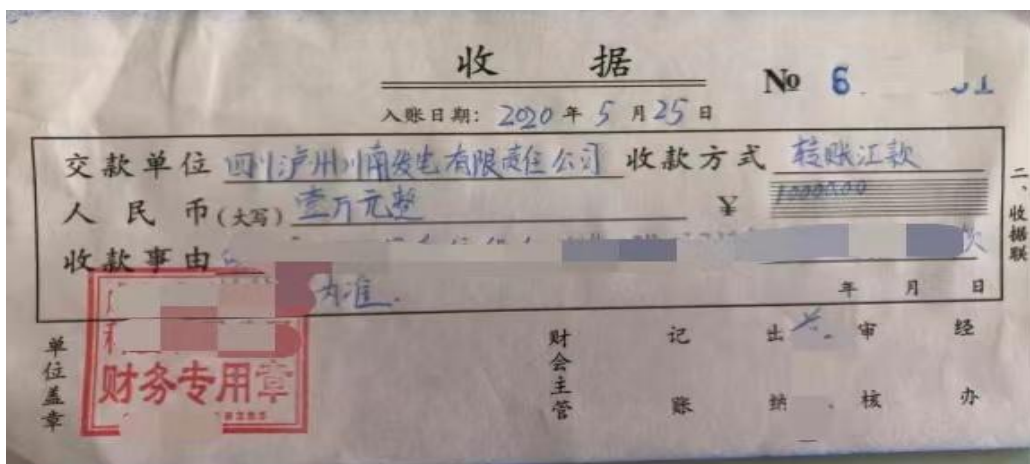 收 据
No 6
入账日期: 2020 年 5 月 25 日
交款单位 四川泸州川南发电有限责任公司 收款方式 转账汇款
人民币(大写) 壹万元整 ¥ 1000000
收款事由 款
为准.
年 月 日
二、收据联
单位盖章
财务专用章
财会主管
记账
出纳
审核
经办